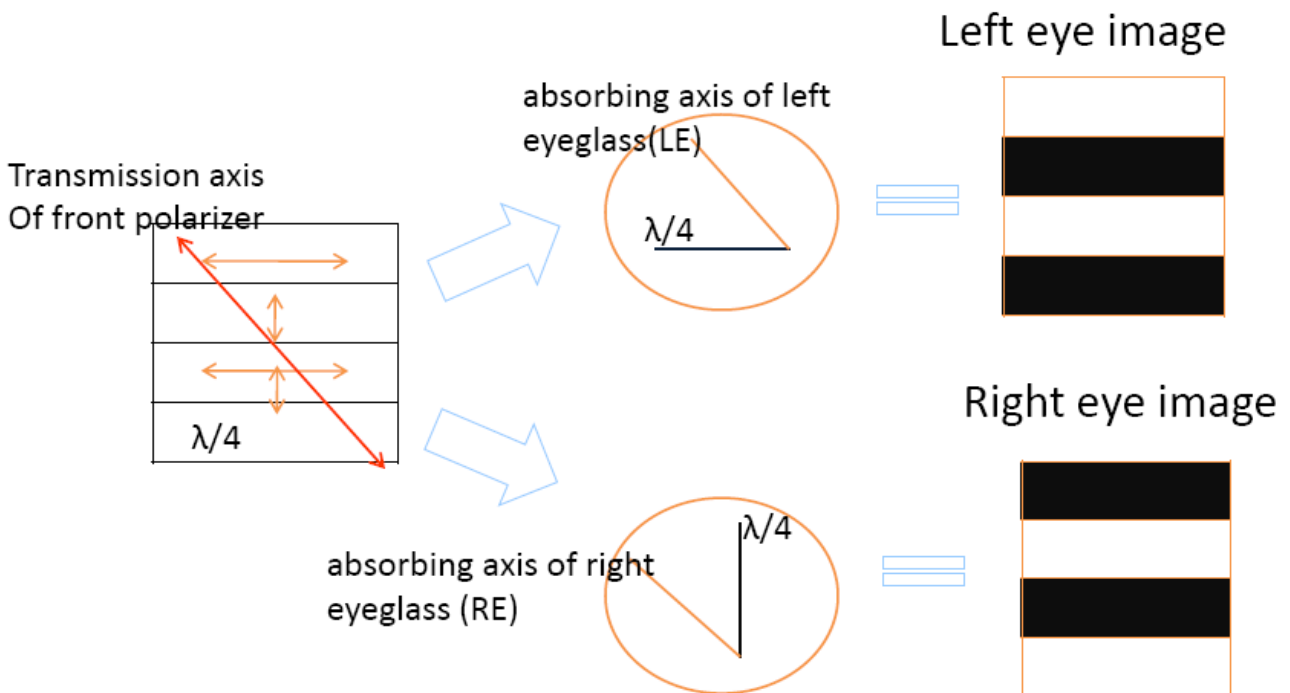 Left eye image
absorbing axis of left
eyeglass(LE)
Transmission axis
Of front polarizer
λ/4
λ/4
Right eye image
λ/4
absorbing axis of right
eyeglass (RE)